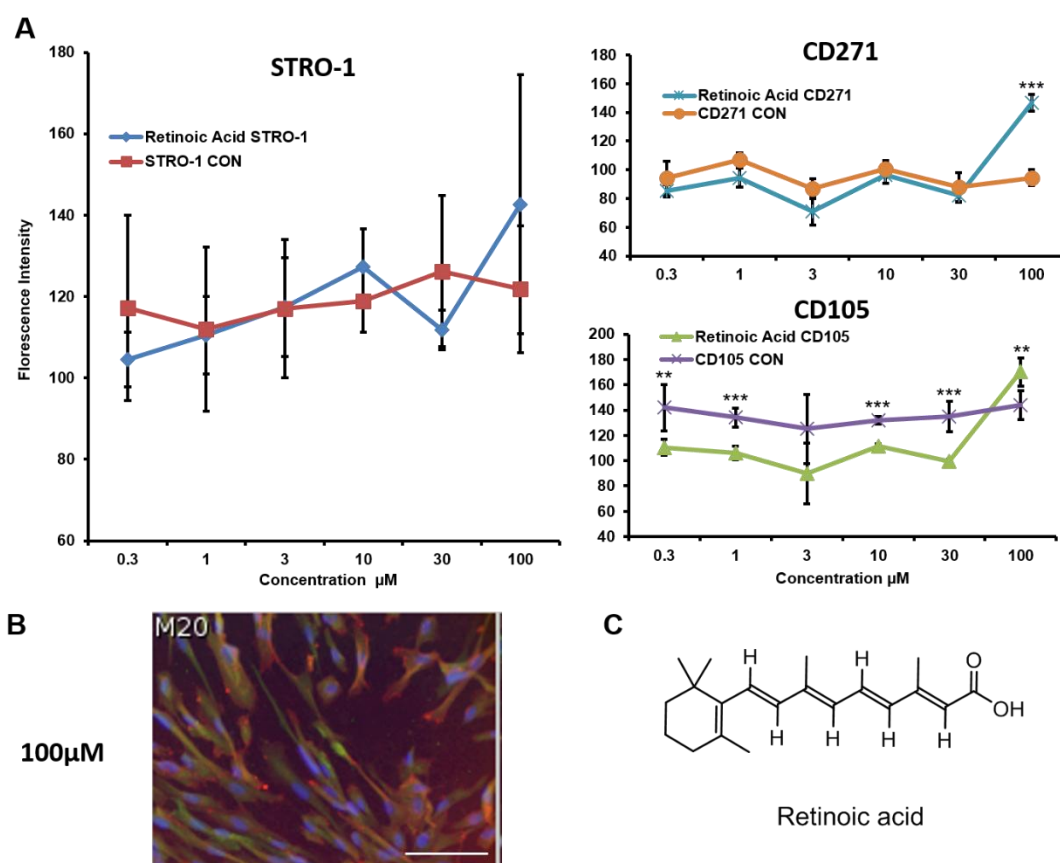 A
STRO-1
180
160
140
120
100
80
60
Florescence Intensity
Retinoic Acid STRO-1
STRO-1 CON
0.3 1 3 10 30 100
Concentration µM
CD271
180
160
140
120
100
80
60
40
Retinoic Acid CD271
CD271 CON
***
0.3 1 3 10 30 100
CD105
200
180
160
140
120
100
80
60
40
Retinoic Acid CD105
CD105 CON
** *** *** *** **
0.3 1 3 10 30 100
Concentration µM
B
100µM
M20
C
H H H O
OH
H H H H
Retinoic acid